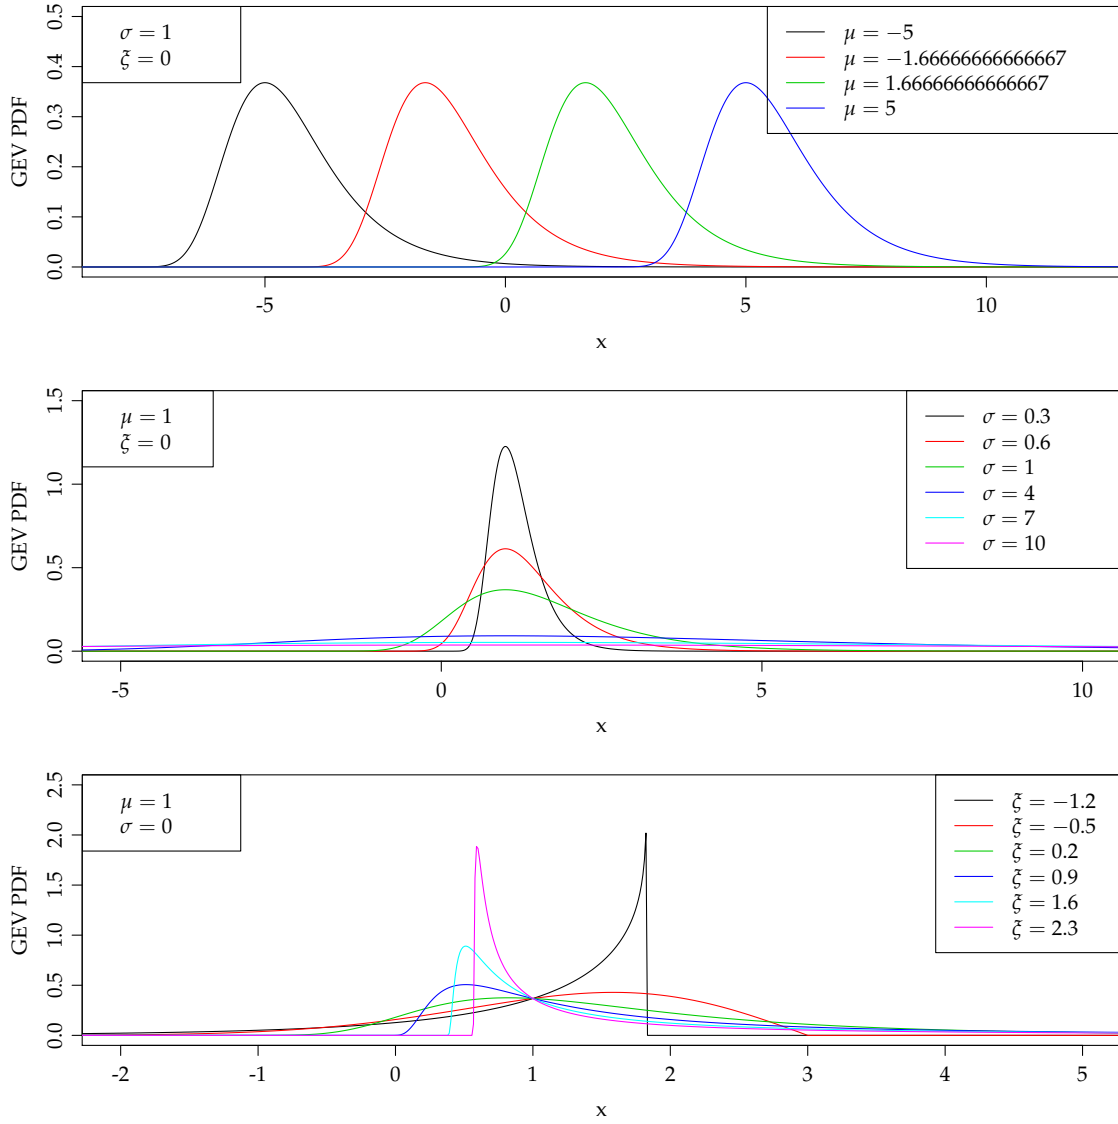 σ = 1
ξ = 0
μ = −5
μ = −1.66666666666667
μ = 1.66666666666667
μ = 5
GEV PDF
0.5
0.4
0.3
0.2
0.1
0.0
-5 0 5 10
x
μ = 1
ξ = 0
σ = 0.3
σ = 0.6
σ = 1
σ = 4
σ = 7
σ = 10
GEV PDF
1.5
1.0
0.5
0.0
-5 0 5 10
x
μ = 1
σ = 0
ξ = −1.2
ξ = −0.5
ξ = 0.2
ξ = 0.9
ξ = 1.6
ξ = 2.3
GEV PDF
2.5
2.0
1.5
1.0
0.5
0.0
-2 -1 0 1 2 3 4 5
x